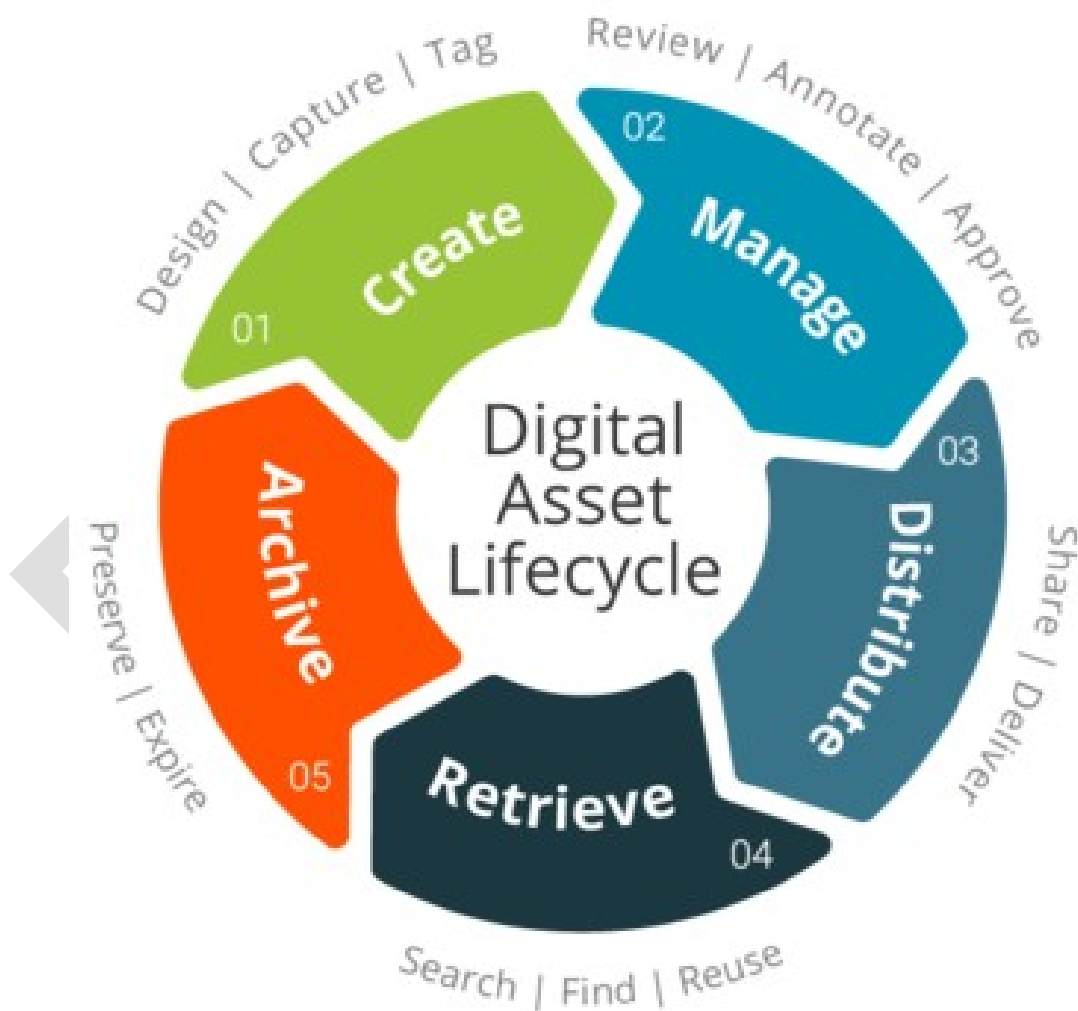 Digital
Asset
Lifecycle
01
Create
Design | Capture | Tag
02
Manage
Review | Annotate | Approve
03
Distribute
Share | Deliver
04
Retrieve
Search | Find | Reuse
05
Archive
Preserve | Expire